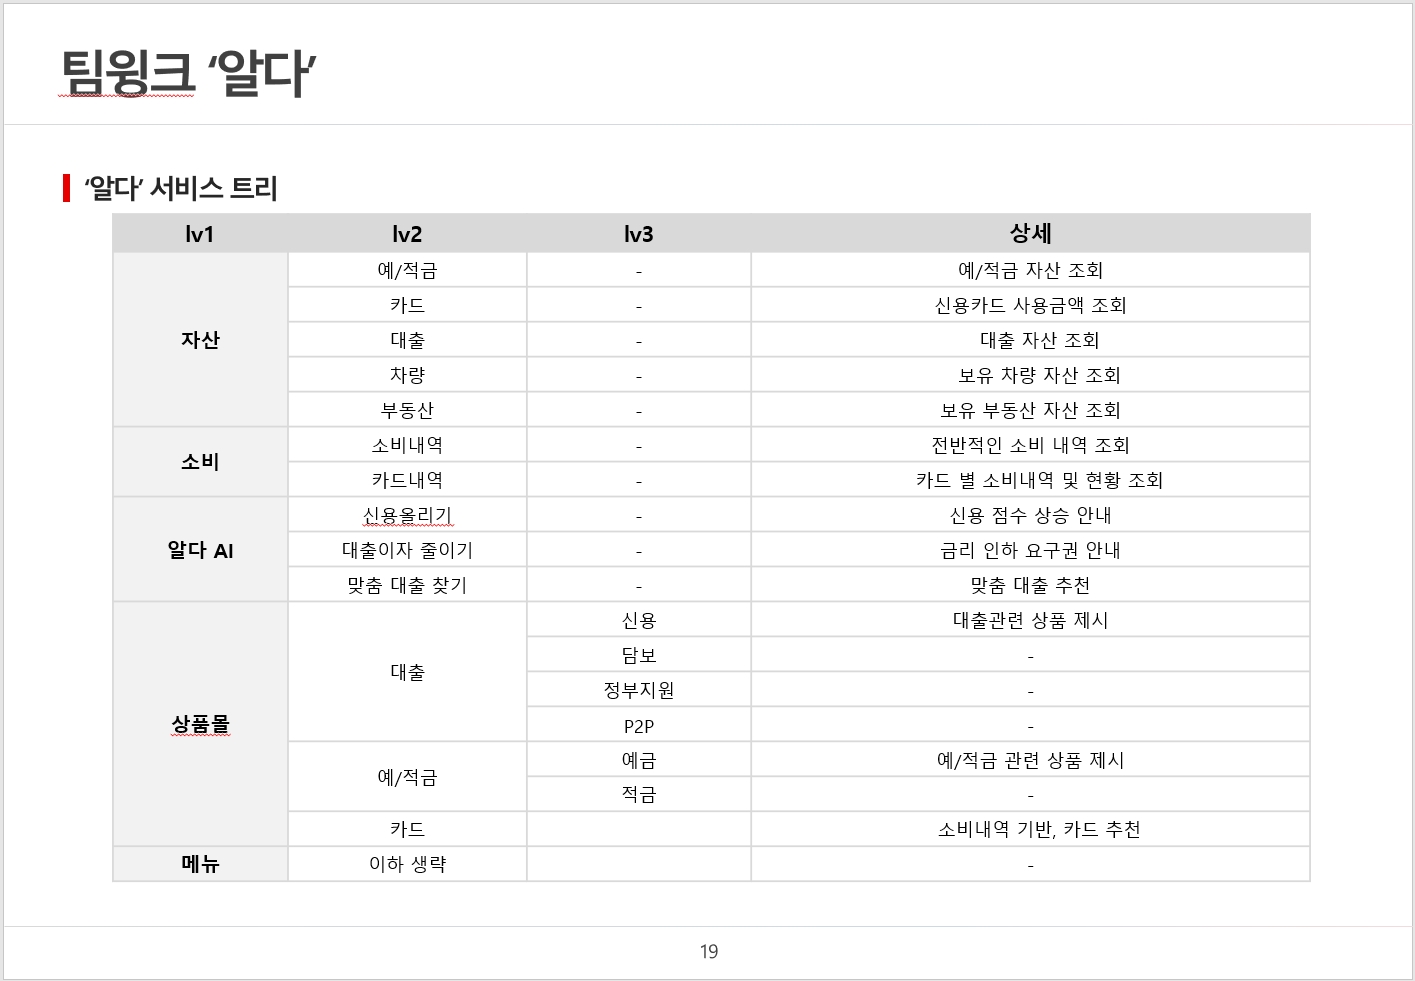 팀윙크 ‘알다’
‘알다’ 서비스 트리
lv1 lv2 lv3 상세
자산 예/적금 - 예/적금 자산 조회
카드 - 신용카드 사용금액 조회
대출 - 대출 자산 조회
차량 - 보유 차량 자산 조회
부동산 - 보유 부동산 자산 조회
소비 소비내역 - 전반적인 소비 내역 조회
카드내역 - 카드 별 소비내역 및 현황 조회
알다 AI 신용올리기 - 신용 점수 상승 안내
대출이자 줄이기 - 금리 인하 요구권 안내
맞춤 대출 찾기 - 맞춤 대출 추천
상품몰 대출 신용 대출관련 상품 제시
담보 -
정부지원 -
P2P -
예/적금 예금 예/적금 관련 상품 제시
적금 -
카드 소비내역 기반, 카드 추천
메뉴 이하 생략 -
19